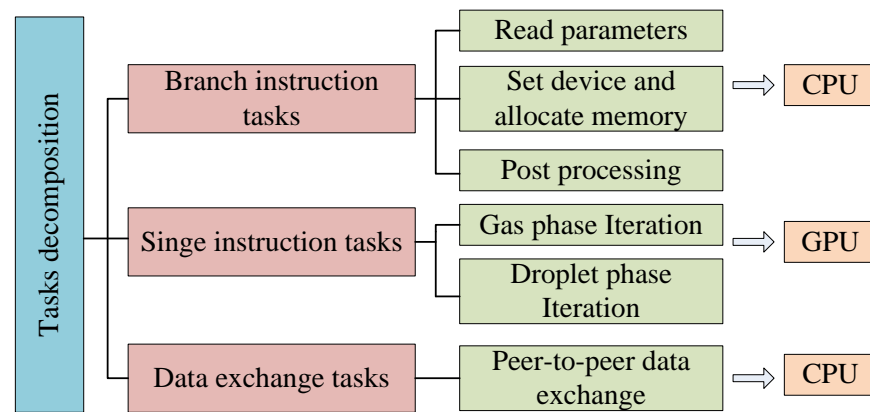 Tasks decomposition
Branch instruction
tasks
Read parameters
Set device and
allocate memory
Post processing
CPU
Singe instruction tasks
Gas phase Iteration
Droplet phase
Iteration
GPU
Data exchange tasks
Peer-to-peer data
exchange
CPU